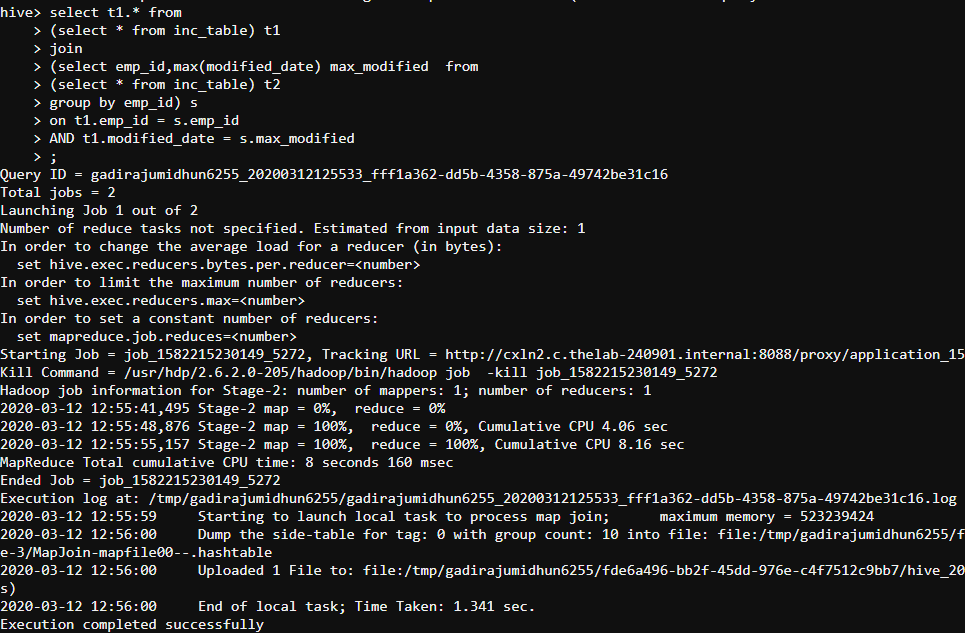 hive> select t1.* from
    > (select * from inc_table) t1
    > join
    > (select emp_id,max(modified_date) max_modified  from
    > (select * from inc_table) t2
    > group by emp_id) s
    > on t1.emp_id = s.emp_id
    > AND t1.modified_date = s.max_modified
    > ;
Query ID = gadirajumidhun6255_20200312125533_fff1a362-dd5b-4358-875a-49742be31c16
Total jobs = 2
Launching Job 1 out of 2
Number of reduce tasks not specified. Estimated from input data size: 1
In order to change the average load for a reducer (in bytes):
  set hive.exec.reducers.bytes.per.reducer=<number>
In order to limit the maximum number of reducers:
  set hive.exec.reducers.max=<number>
In order to set a constant number of reducers:
  set mapreduce.job.reduces=<number>
Starting Job = job_1582215230149_5272, Tracking URL = http://cxln2.c.thelab-240901.internal:8088/proxy/application_15
Kill Command = /usr/hdp/2.6.2.0-205/hadoop/bin/hadoop job  -kill job_1582215230149_5272
Hadoop job information for Stage-2: number of mappers: 1; number of reducers: 1
2020-03-12 12:55:41,495 Stage-2 map = 0%,  reduce = 0%
2020-03-12 12:55:48,876 Stage-2 map = 100%,  reduce = 0%, Cumulative CPU 4.06 sec
2020-03-12 12:55:55,157 Stage-2 map = 100%,  reduce = 100%, Cumulative CPU 8.16 sec
MapReduce Total cumulative CPU time: 8 seconds 160 msec
Ended Job = job_1582215230149_5272
Execution log at: /tmp/gadirajumidhun6255/gadirajumidhun6255_20200312125533_fff1a362-dd5b-4358-875a-49742be31c16.log
2020-03-12 12:55:59     Starting to launch local task to process map join;      maximum memory = 523239424
2020-03-12 12:56:00     Dump the side-table for tag: 0 with group count: 10 into file: file:/tmp/gadirajumidhun6255/f
e-3/MapJoin-mapfile00--.hashtable
2020-03-12 12:56:00     Uploaded 1 File to: file:/tmp/gadirajumidhun6255/fde6a496-bb2f-45dd-976e-c4f7512c9bb7/hive_20
s)
2020-03-12 12:56:00     End of local task; Time Taken: 1.341 sec.
Execution completed successfully